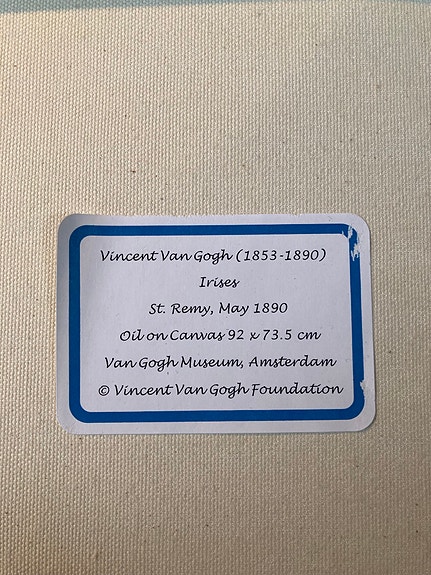 Vincent Van Gogh (1853-1890)
Irises
St. Remy, May 1890
Oil on Canvas 92 x 73.5 cm
Van Gogh Museum, Amsterdam
© Vincent Van Gogh Foundation